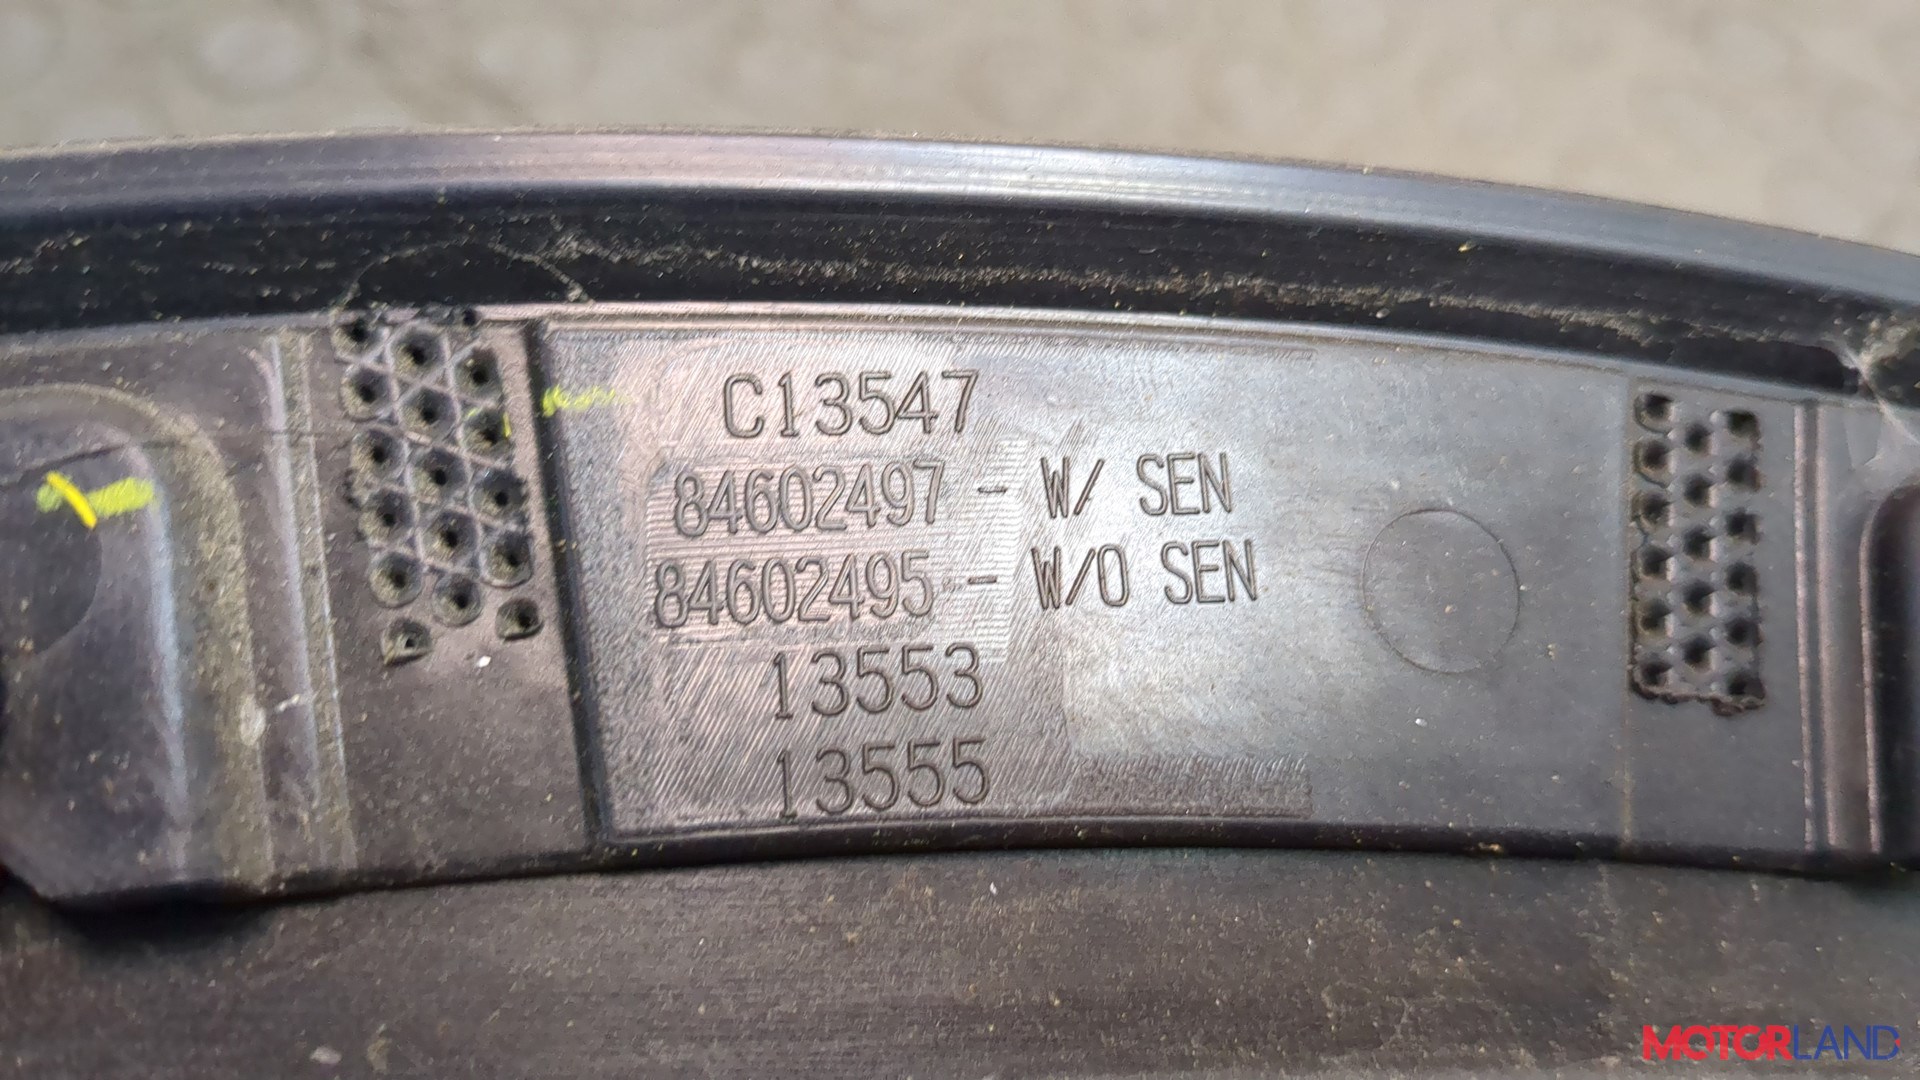 C13547
84602497 - W/ SEN
84602495 - W/O SEN
13553
13555
MOTORLAND